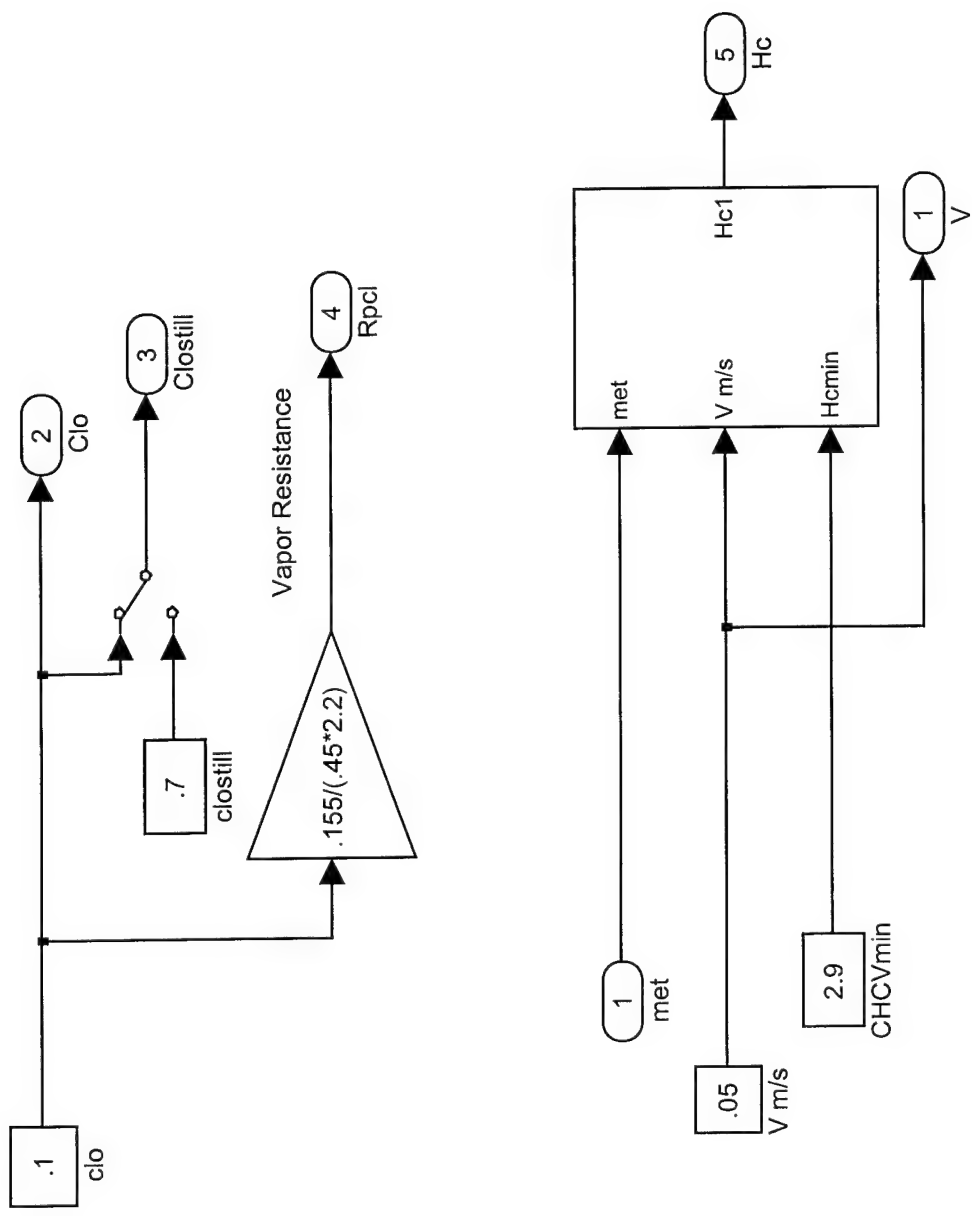 .1
clo
2
Clo
.7
clostill
3
Clostill
.155/(.45*2.2)
Vapor Resistance
4
Rpcl
1
met
.05
V m/s
2.9
CHCVmin
met
V m/s
Hcmin
Hc1
5
Hc
1
V